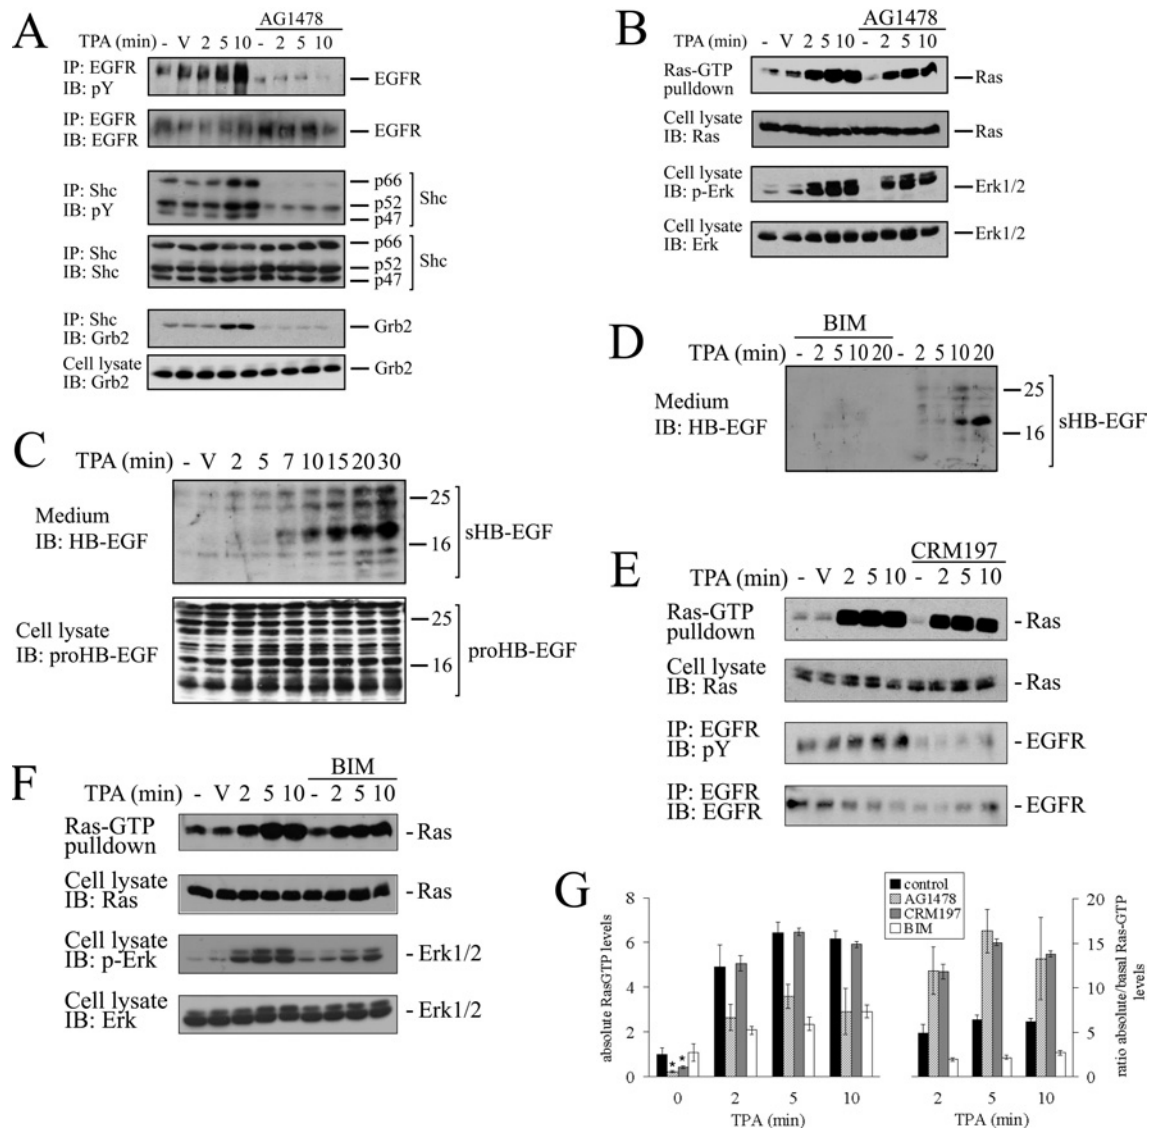 A
AG1478
TPA (min) - V 2 5 10 - 2 5 10
IP: EGFR
IB: pY
EGFR
IP: EGFR
IB: EGFR
EGFR
IP: Shc
IB: pY
p66
p52
p47
Shc
IP: Shc
IB: Shc
p66
p52
p47
Shc
IP: Shc
IB: Grb2
Grb2
Cell lysate
IB: Grb2
Grb2
B
AG1478
TPA (min) - V 2 5 10 - 2 5 10
Ras-GTP
pulldown
Ras
Cell lysate
IB: Ras
Ras
Cell lysate
IB: p-Erk
Erk1/2
Cell lysate
IB: Erk
Erk1/2
C
TPA (min) - V 2 5 7 10 15 20 30
Medium
IB: HB-EGF
25
16
sHB-EGF
Cell lysate
IB: proHB-EGF
25
16
proHB-EGF
D
BIM
TPA (min) - 2 5 10 20 - 2 5 10 20
Medium
IB: HB-EGF
25
16
sHB-EGF
E
CRM197
TPA (min) - V 2 5 10 - 2 5 10
Ras-GTP
pulldown
- Ras
Cell lysate
IB: Ras
- Ras
IP: EGFR
IB: pY
- EGFR
IP: EGFR
IB: EGFR
- EGFR
F
BIM
TPA (min) - V 2 5 10 - 2 5 10
Ras-GTP
pulldown
- Ras
Cell lysate
IB: Ras
- Ras
Cell lysate
IB: p-Erk
- Erk1/2
Cell lysate
IB: Erk
- Erk1/2
G
control
AG1478
CRM197
BIM
absolute RasGTP levels
8
6
4
2
0
* *
0 2 5 10
TPA (min)
20
15
10
5
0
ratio absolute/basal Ras-GTP
levels
2 5 10
TPA (min)